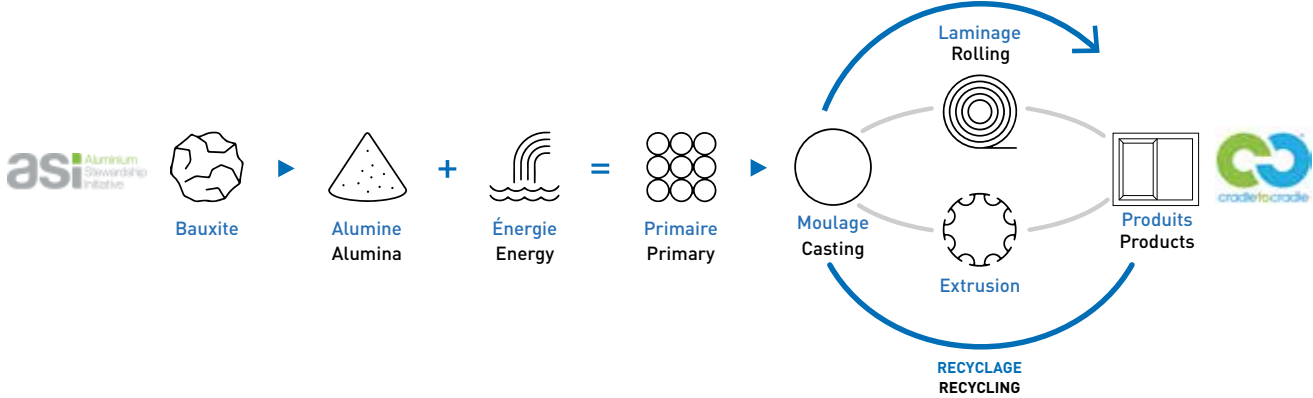 asi
Aluminium
Stewardship
Initiative
Bauxite
Alumine
Alumina
+
Énergie
Energy
=
Primaire
Primary
Moulage
Casting
Laminage
Rolling
Extrusion
Produits
Products
cradletocradle
RECYCLAGE
RECYCLING